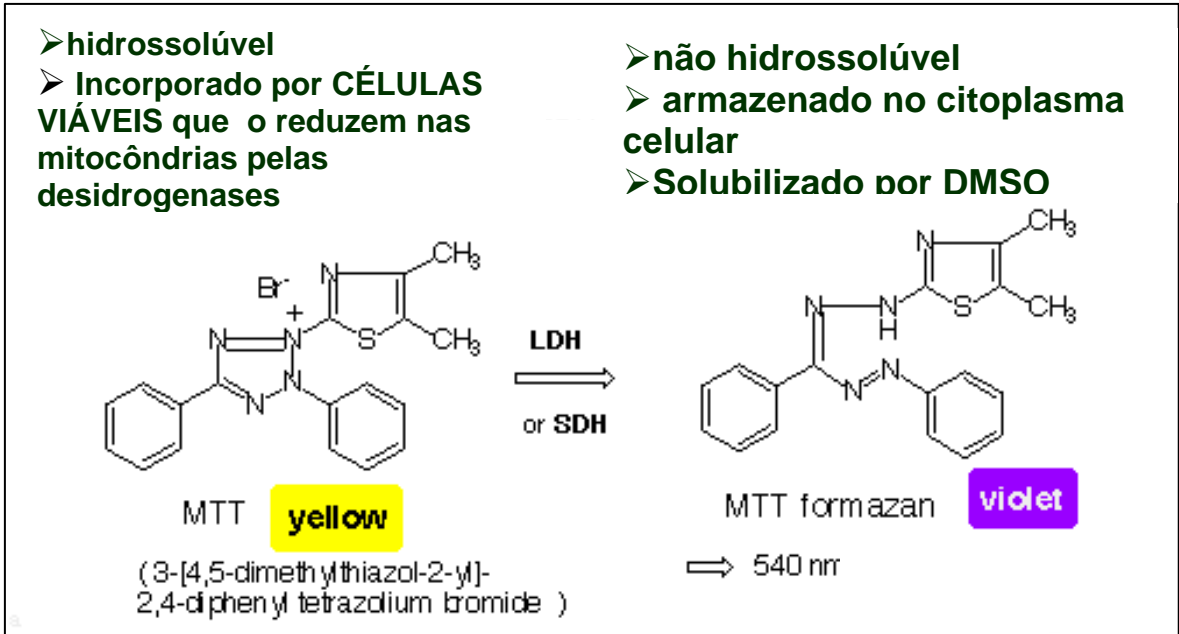 ➢hidrossolúvel
➢ Incorporado por CÉLULAS
VIÁVEIS que o reduzem nas
mitocôndrias pelas
desidrogenases
➢não hidrossolúvel
➢ armazenado no citoplasma
celular
➢Solubilizado por DMSO
Br-
+
N
S
CH3
CH3
N
N
N
N
LDH
or SDH
N
S
CH3
CH3
N
N
H
N
N
MTT
yellow
(3-[4,5-dimethylthiazol-2-yl]-
2,4-diphenyl tetrazolium bromide )
MTT formazan
violet
⇨ 540 nm